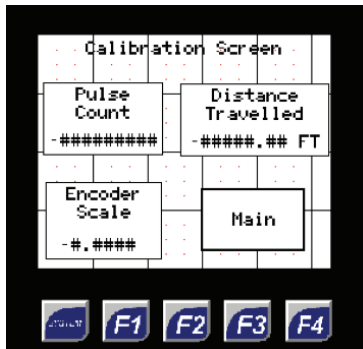 Calibration Screen
Pulse
Count
-#########
Distance
Travelled
-#####.## FT
Encoder
Scale
-#.####
Main
F1 F2 F3 F4